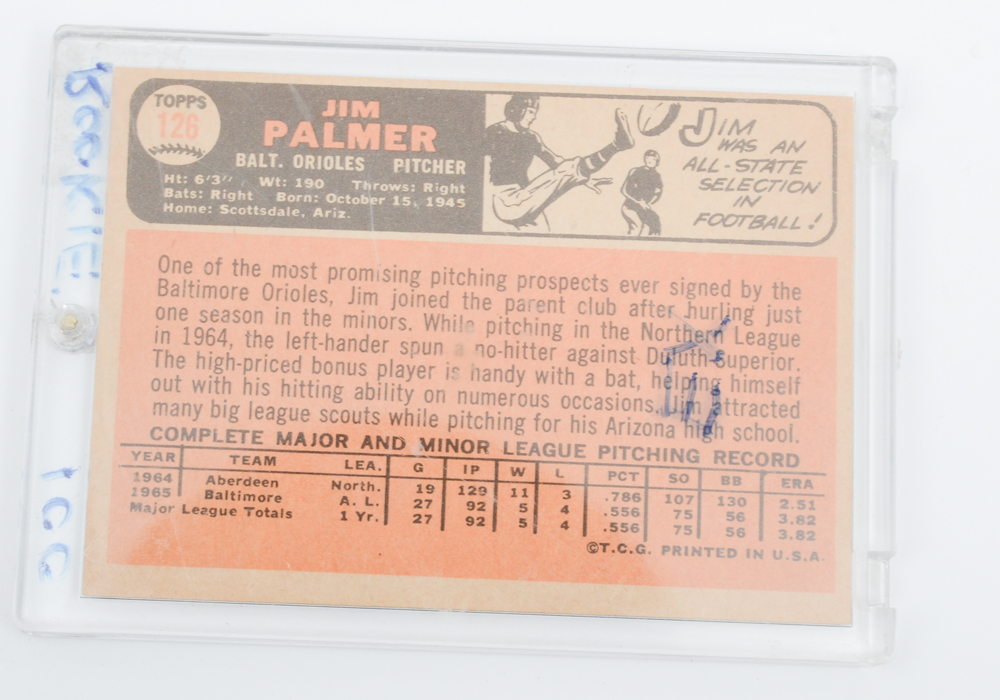 TOPPS
126
JIM
PALMER
BALT. ORIOLES PITCHER
Ht: 6'3" Wt: 190 Throws: Right
Bats: Right Born: October 15, 1945
Home: Scottsdale, Ariz.
JIM
WAS AN
ALL-STATE
SELECTION
IN
FOOTBALL!
One of the most promising pitching prospects ever signed by the
Baltimore Orioles, Jim joined the parent club after hurling just
one season in the minors. While pitching in the Northern League
in 1964, the left-hander spun a no-hitter against Duluth-Superior.
The high-priced bonus player is handy with a bat, helping himself
out with his hitting ability on numerous occasions. Jim attracted
many big league scouts while pitching for his Arizona high school.
COMPLETE MAJOR AND MINOR LEAGUE PITCHING RECORD
YEAR TEAM LEA. G IP W L PCT SO BB ERA
1964 Aberdeen North. 19 129 11 3 .786 107 130 2.51
1965 Baltimore A. L. 27 92 5 4 .556 75 56 3.82
Major League Totals 1 Yr. 27 92 5 4 .556 75 56 3.82
©T.C.G. PRINTED IN U.S.A.
ROOKIE